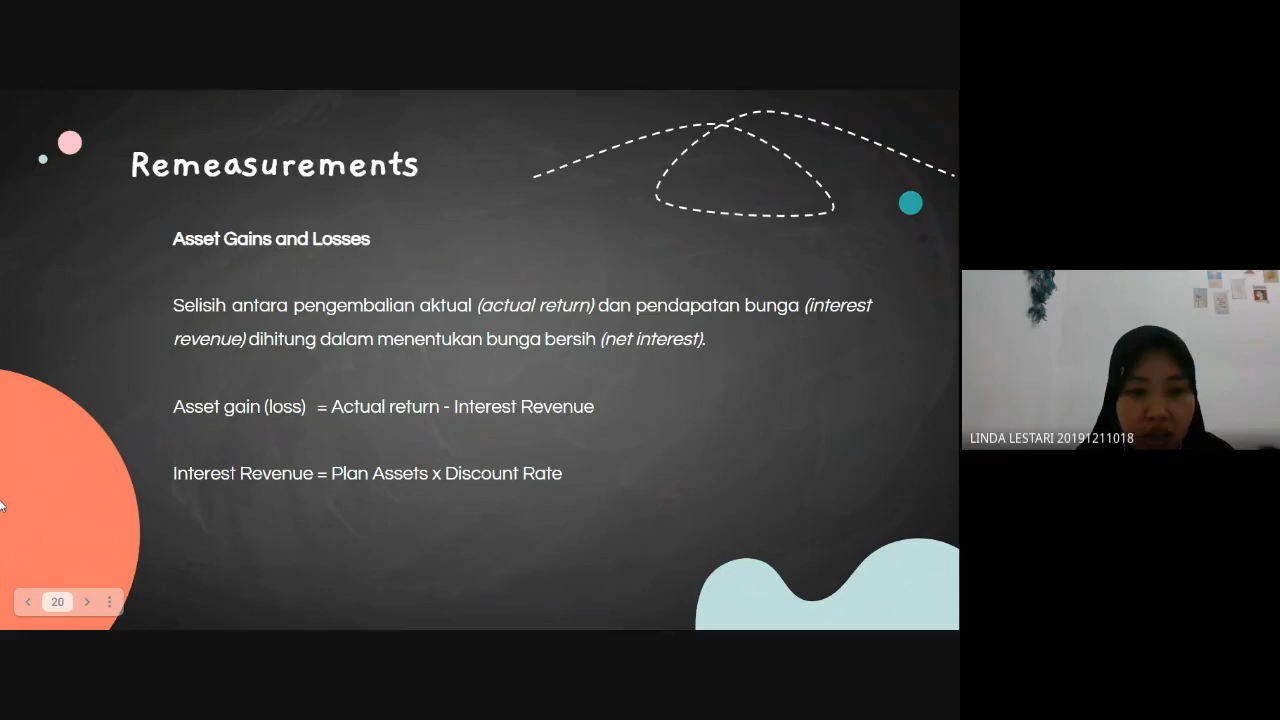 Remeasurements
Asset Gains and Losses
Selisih antara pengembalian aktual (actual return) dan pendapatan bunga (interest
revenue) dihitung dalam menentukan bunga bersih (net interest).
Asset gain (loss) = Actual return - Interest Revenue
Interest Revenue = Plan Assets x Discount Rate
20
LINDA LESTARI 20191211018